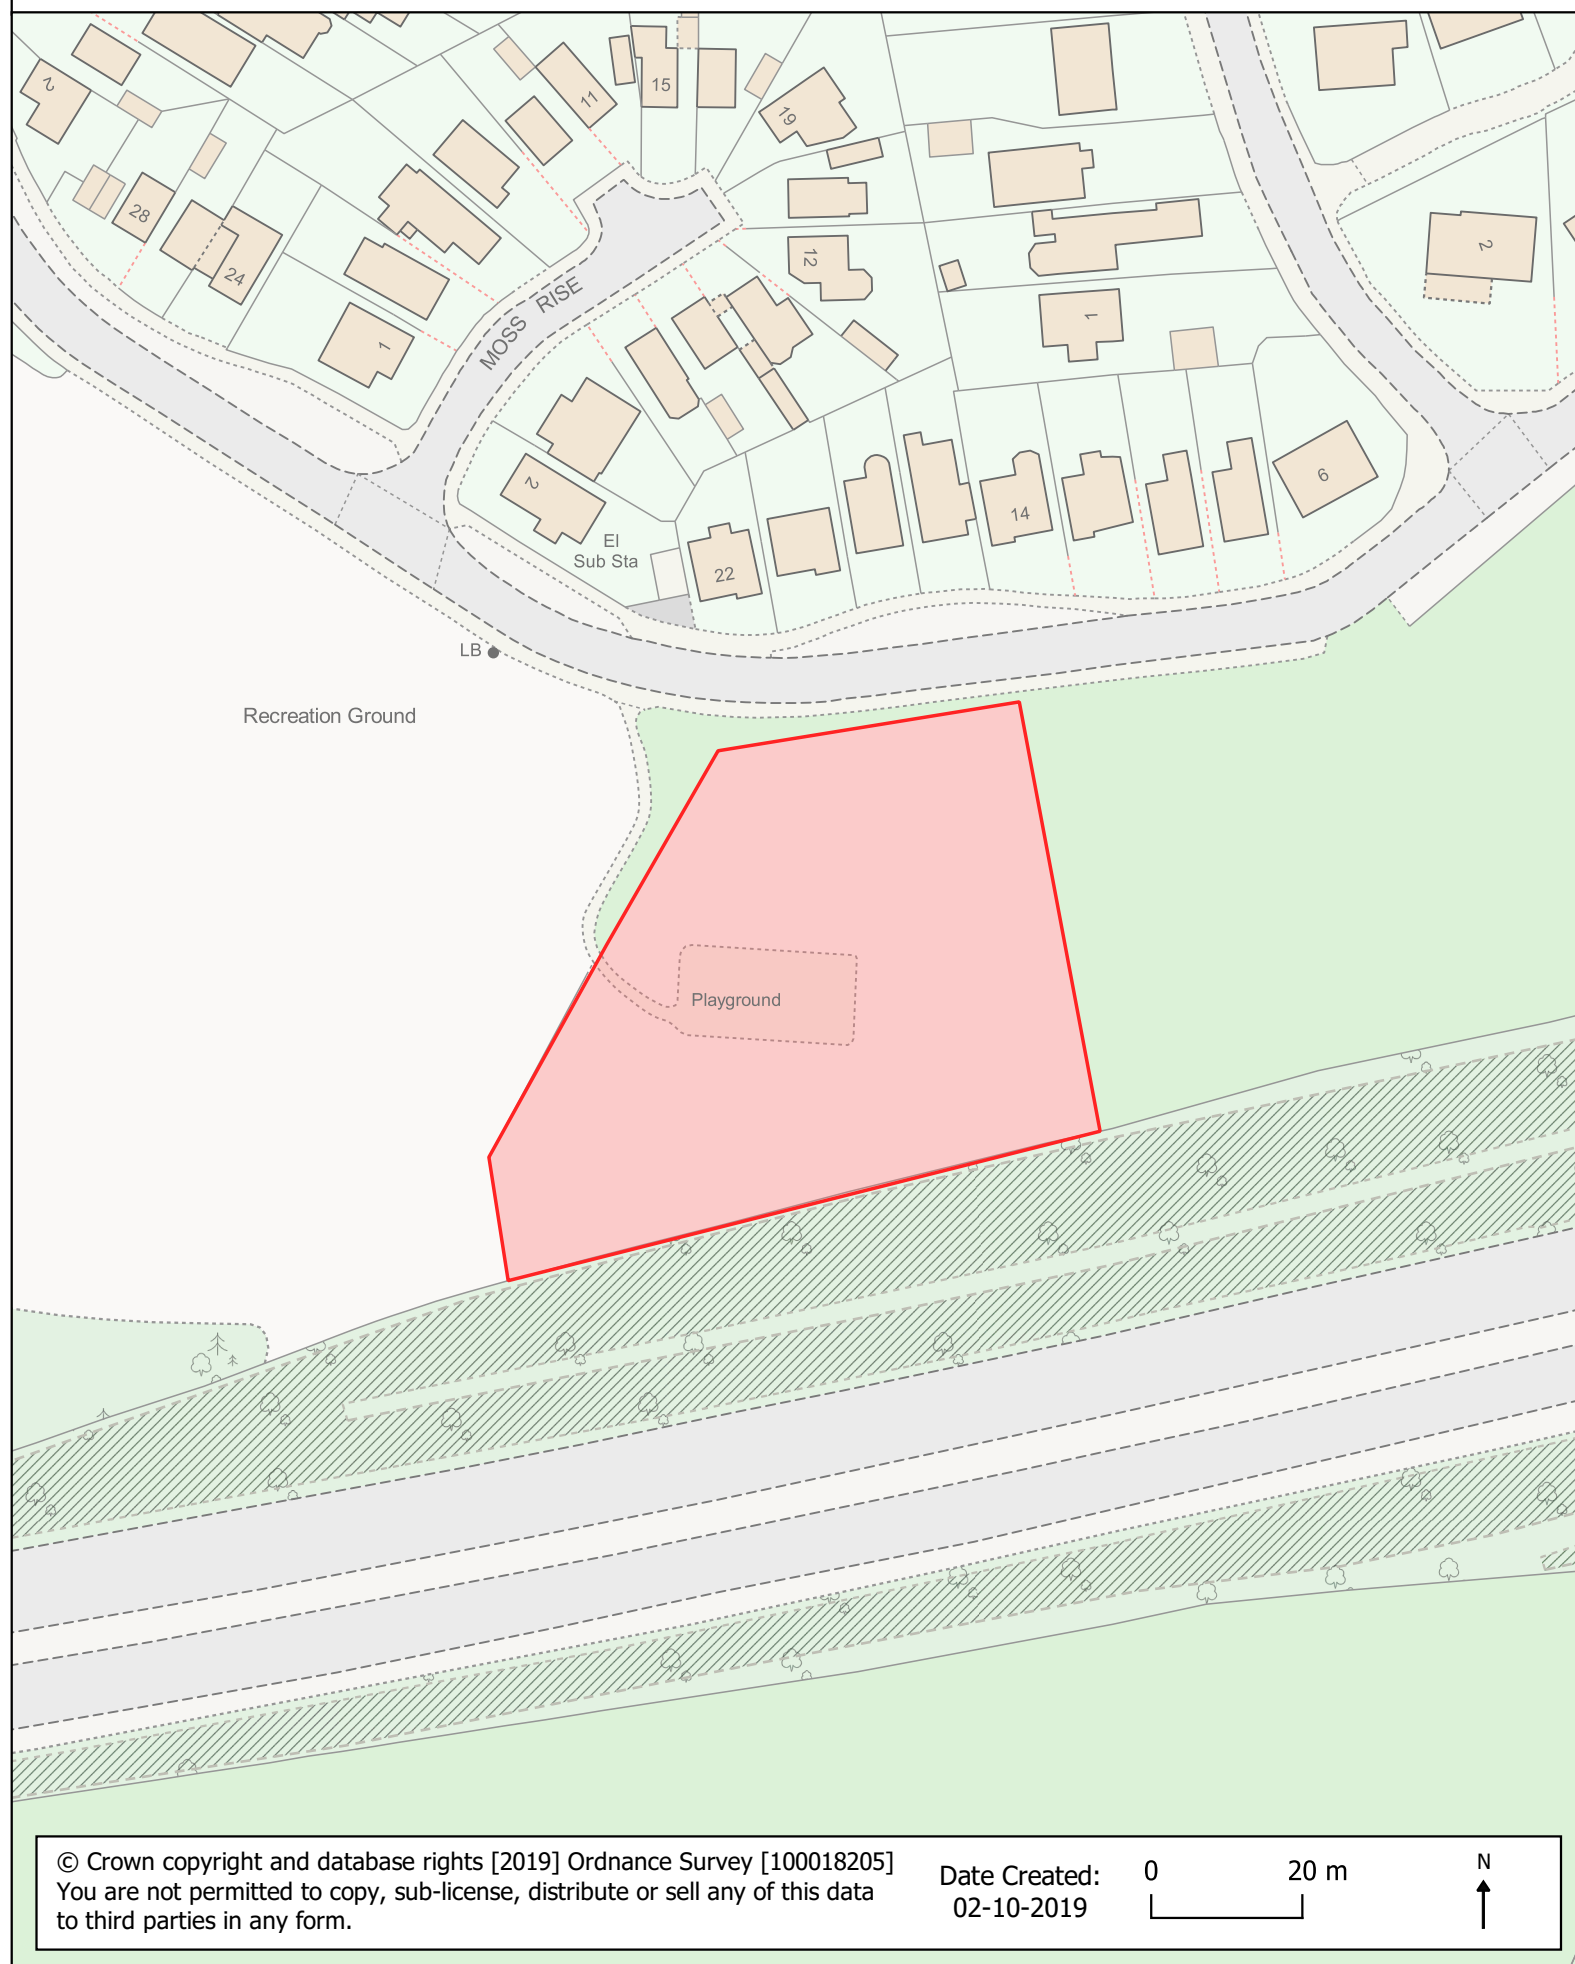 15
11
19
2
28
24
12
2
MOSS RISE
1
1
2
6
14
El
Sub Sta
22
LB
Recreation Ground
Playground
© Crown copyright and database rights [2019] Ordnance Survey [100018205]
You are not permitted to copy, sub-license, distribute or sell any of this data
to third parties in any form.
Date Created:
02-10-2019
0 20 m
N